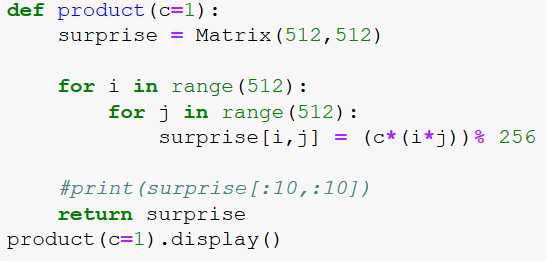 def product(c=1):
    surprise = Matrix(512,512)

    for i in range(512):
        for j in range(512):
            surprise[i,j] = (c*(i*j))% 256

    #print(surprise[:10,:10])
    return surprise
product(c=1).display()